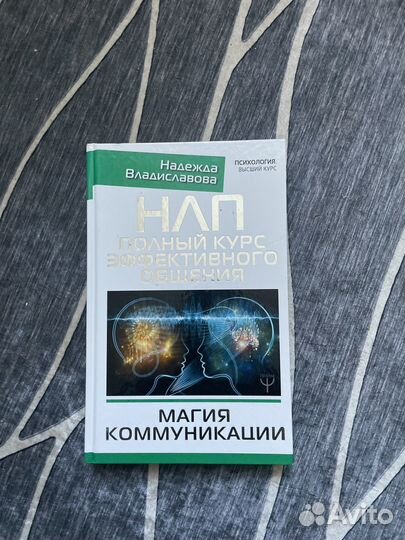 Надежда
Владиславова
ПСИХОЛОГИЯ.
ВЫСШИЙ КУРС
НЛП
ПОЛНЫЙ КУРС
ЭФФЕКТИВНОГО
ОБЩЕНИЯ
МАГИЯ
КОММУНИКАЦИИ
Avito